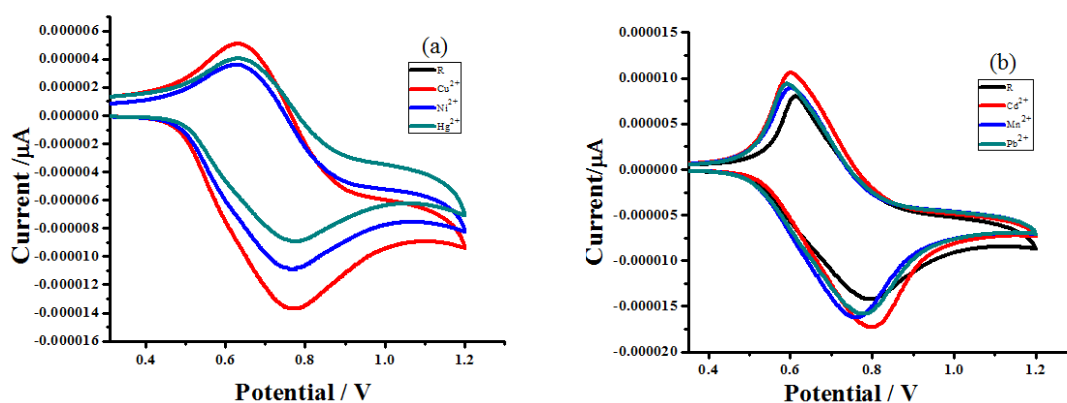 (a)
R
Cu2+
Ni2+
Hg2+
0.000006
0.000004
0.000002
0.000000
-0.000002
-0.000004
-0.000006
-0.000008
-0.000010
-0.000012
-0.000014
-0.000016
Current /µA
0.4 0.6 0.8 1.0 1.2
Potential / V
(b)
R
Cd2+
Mn2+
Pb2+
0.000015
0.000010
0.000005
0.000000
-0.000005
-0.000010
-0.000015
-0.000020
Current/µA
0.4 0.6 0.8 1.0 1.2
Potential / V